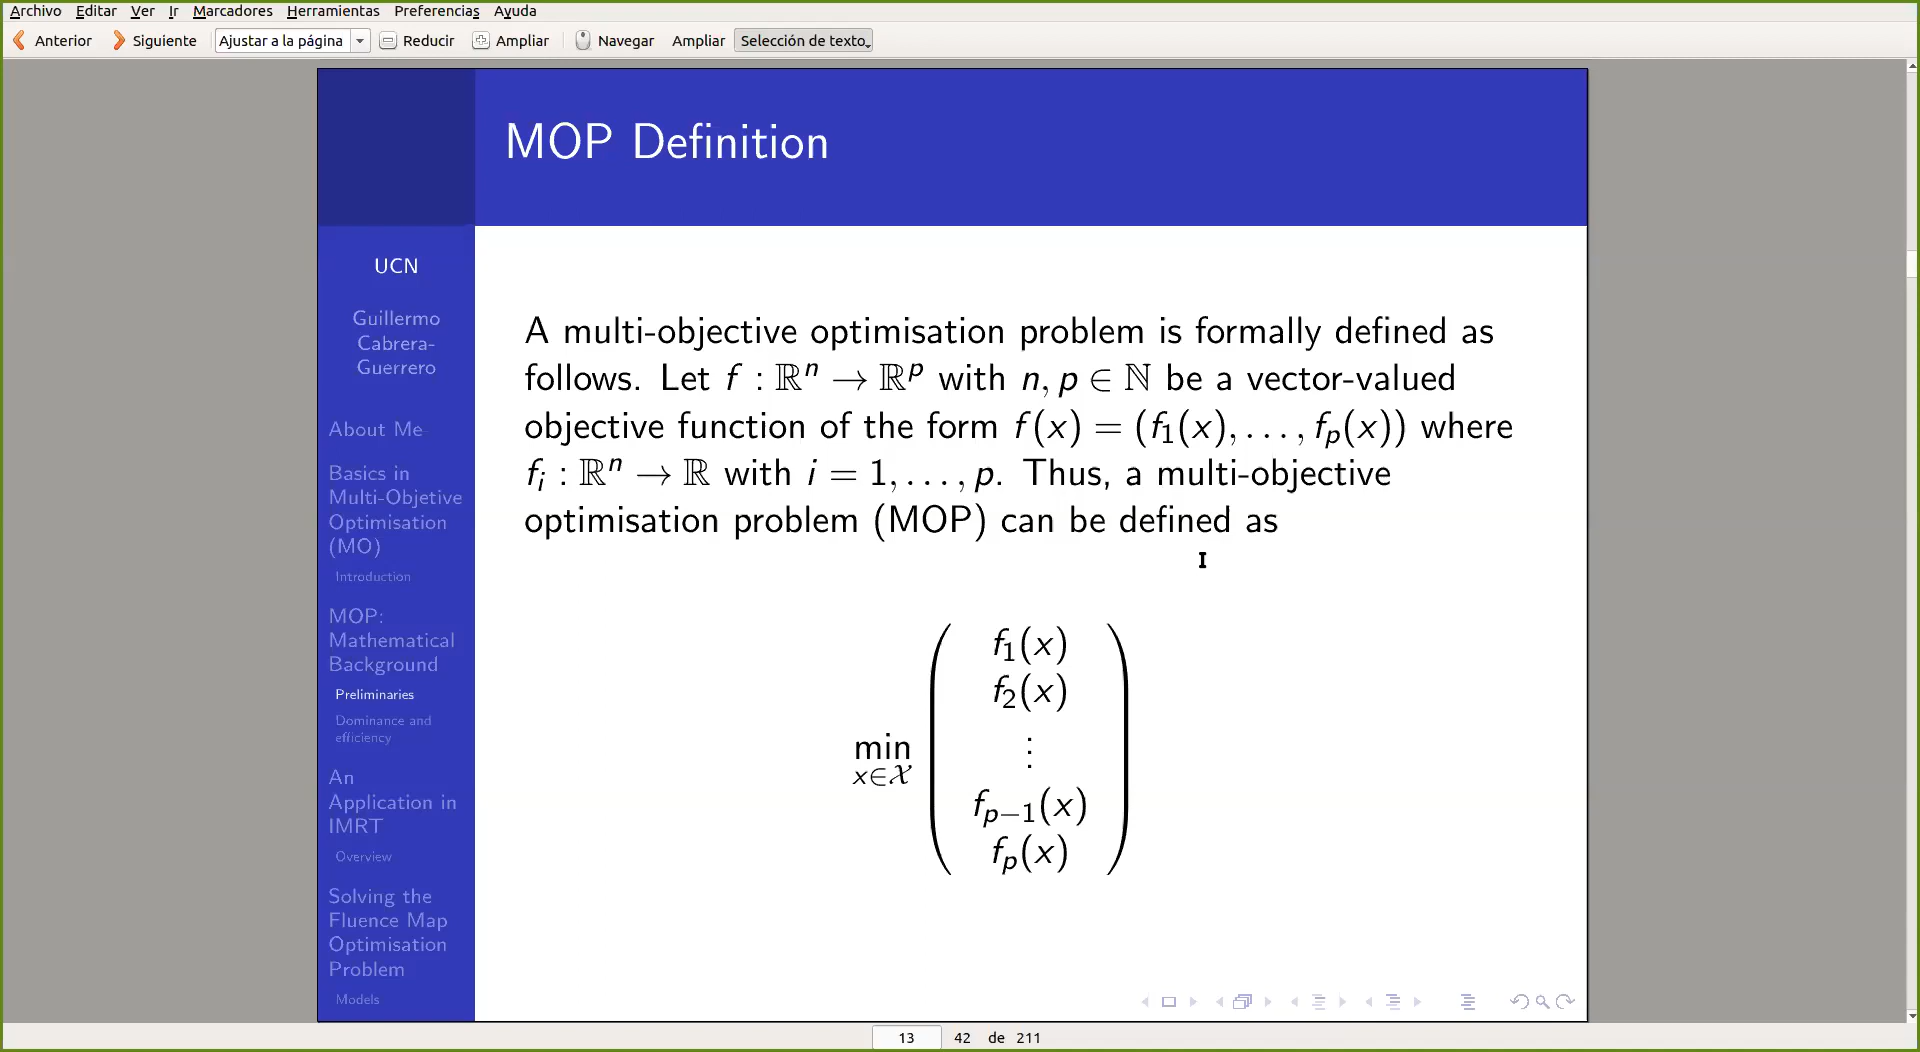 Archivo Editar Ver Ir Marcadores Herramientas Preferencias Ayuda
Anterior Siguiente Ajustar a la página Reducir Ampliar Navegar Ampliar Selección de texto
MOP Definition
UCN
Guillermo
Cabrera-
Guerrero
About Me
Basics in
Multi-Objetive
Optimisation
(MO)
Introduction
MOP:
Mathematical
Background
Preliminaries
Dominance and
efficiency
An
Application in
IMRT
Overview
Solving the
Fluence Map
Optimisation
Problem
Models
A multi-objective optimisation problem is formally defined as
follows. Let f : ℝⁿ → ℝᵖ with n, p ∈ ℕ be a vector-valued
objective function of the form f(x) = (f₁(x), . . . , fₚ(x)) where
fᵢ : ℝⁿ → ℝ with i = 1, . . . , p. Thus, a multi-objective
optimisation problem (MOP) can be defined as
f₁(x)
f₂(x)
⋮
min
x∈𝒳
fₚ₋₁(x)
fₚ(x)
13 42 de 211